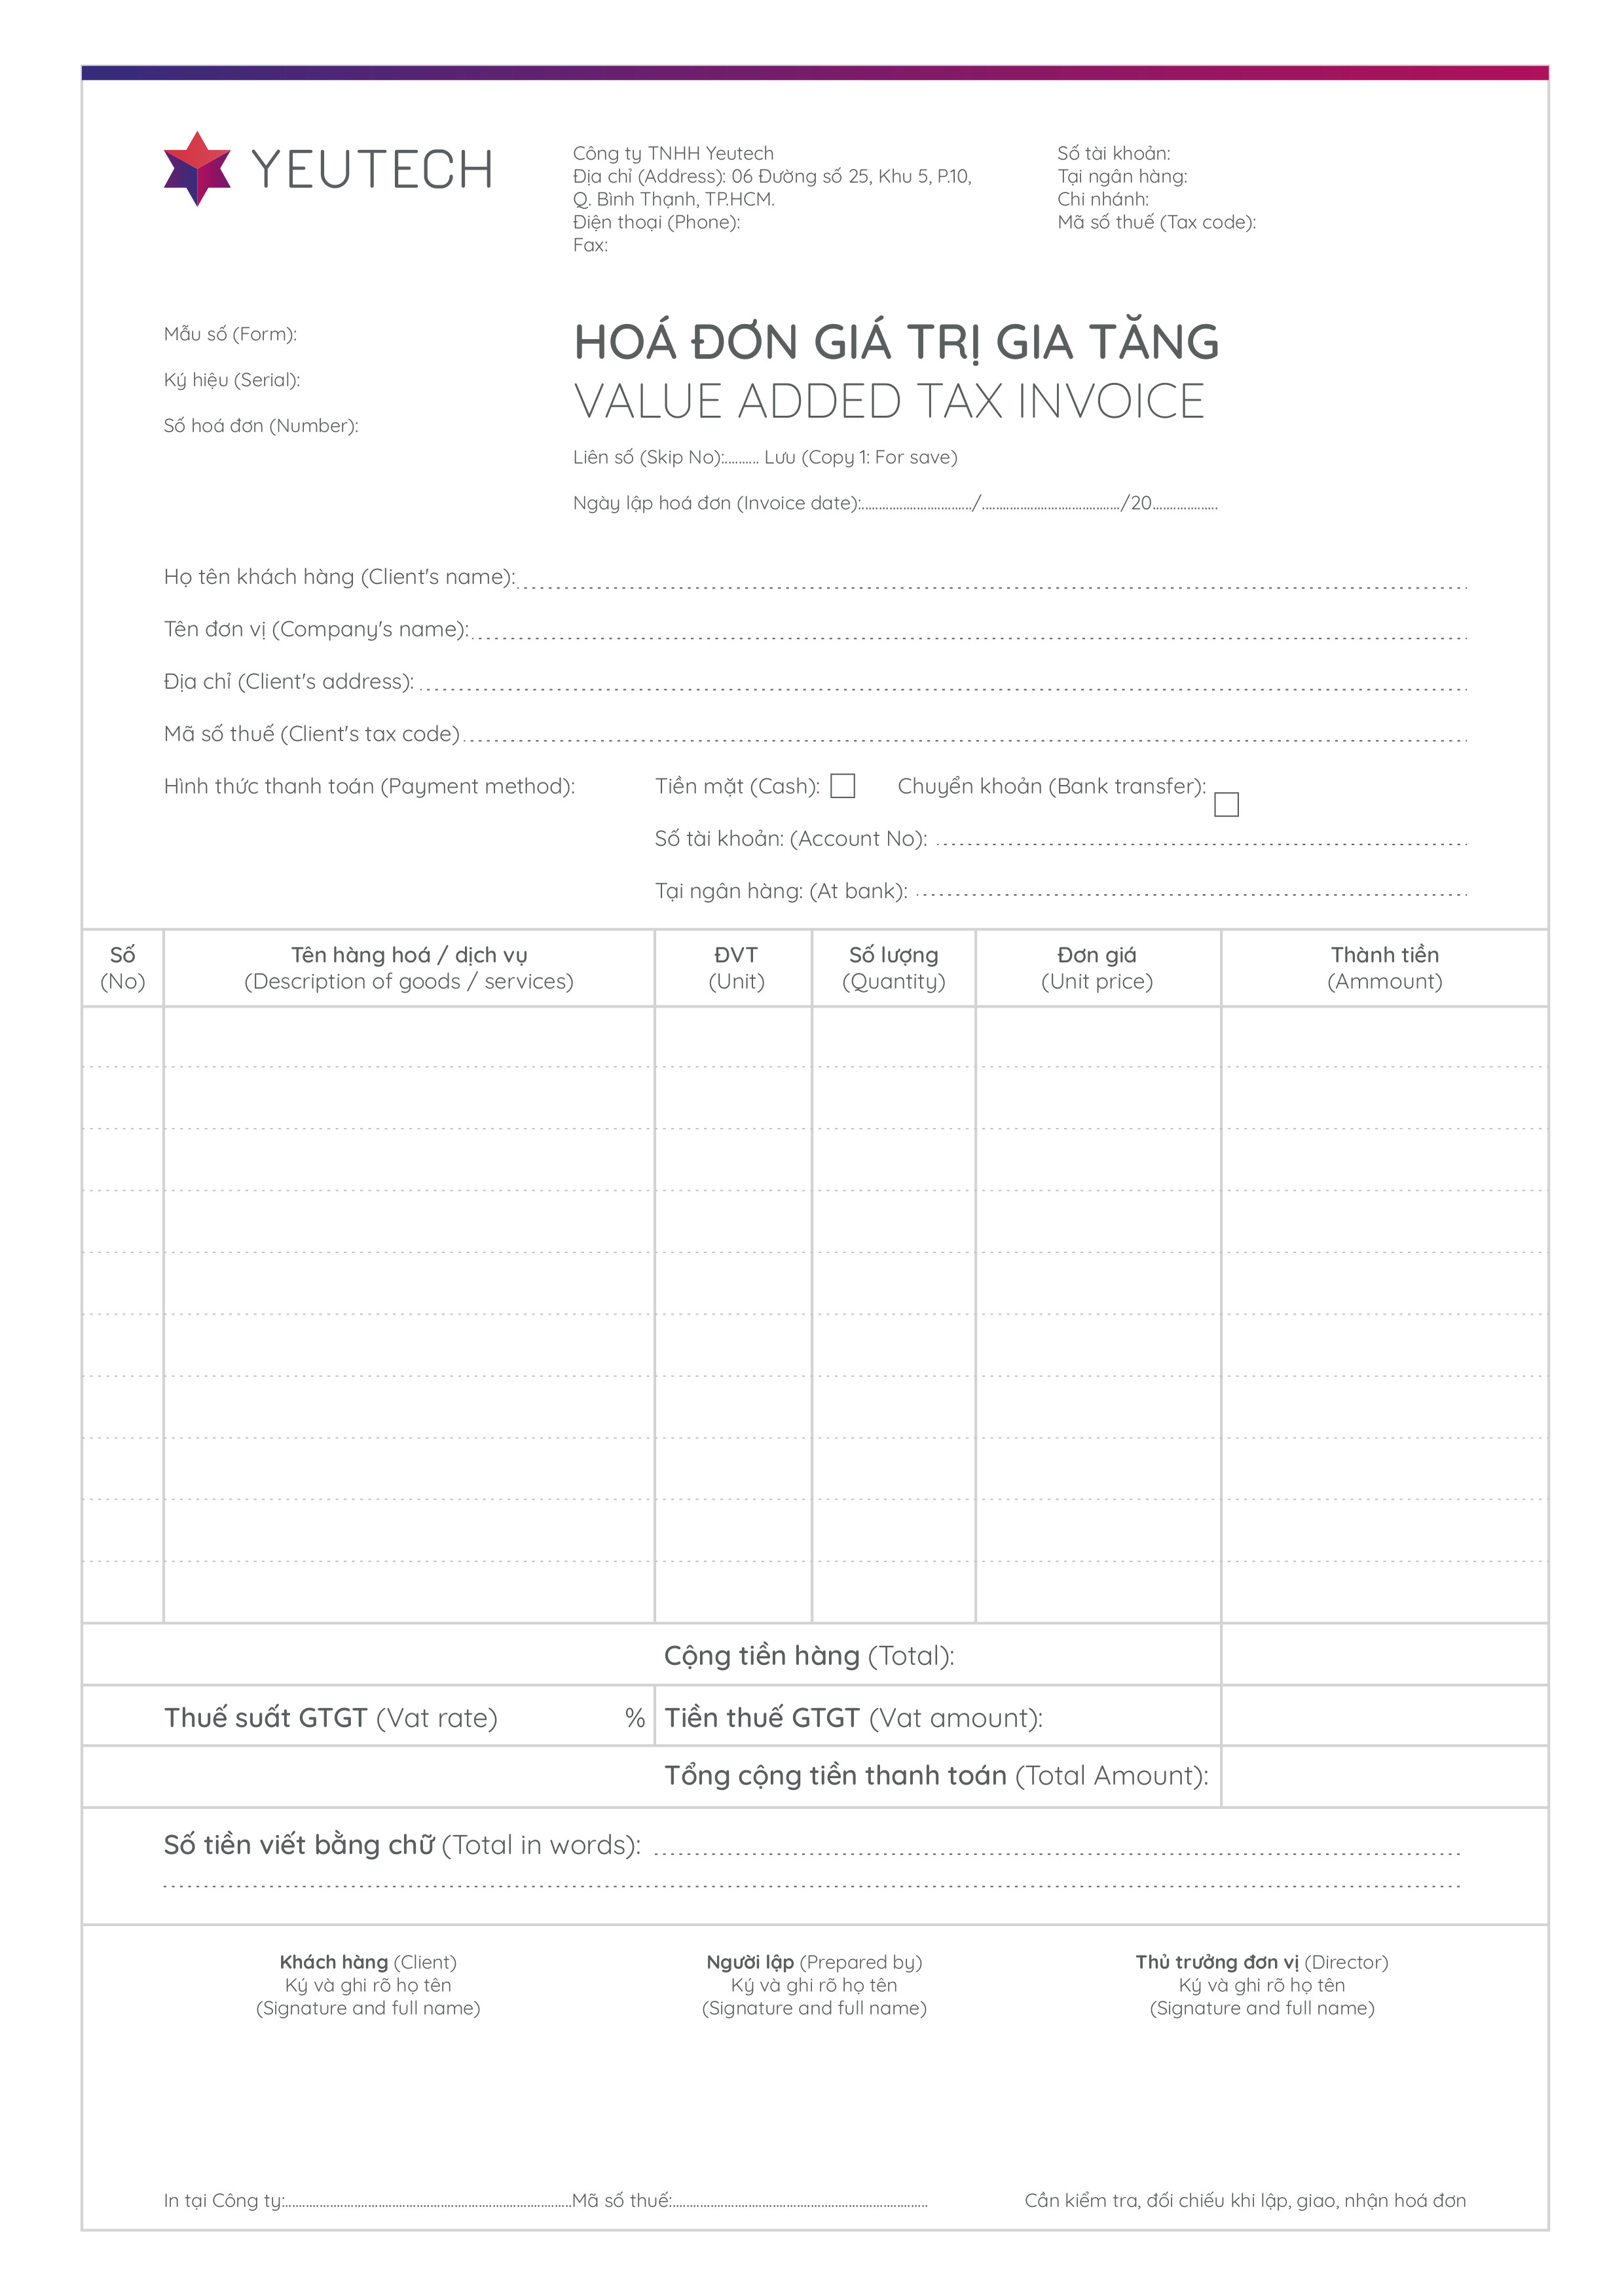 YEUTECH
Công ty TNHH Yeutech
Địa chỉ (Address): 06 Đường số 25, Khu 5, P.10,
Q. Bình Thạnh, TP.HCM.
Điện thoại (Phone):
Fax:
Số tài khoản:
Tại ngân hàng:
Chi nhánh:
Mã số thuế (Tax code):
Mẫu số (Form):
Ký hiệu (Serial):
Số hoá đơn (Number):
HOÁ ĐƠN GIÁ TRỊ GIA TĂNG
VALUE ADDED TAX INVOICE
Liên số (Skip No):......... Lưu (Copy 1: For save)
Ngày lập hoá đơn (Invoice date):................................/......................................../20...................
Họ tên khách hàng (Client's name):
Tên đơn vị (Company's name):
Địa chỉ (Client's address):
Mã số thuế (Client's tax code)
Hình thức thanh toán (Payment method): Tiền mặt (Cash): Chuyển khoản (Bank transfer):
Số tài khoản: (Account No):
Tại ngân hàng: (At bank):
Số Tên hàng hoá / dịch vụ ĐVT Số lượng Đơn giá Thành tiền
(No) (Description of goods / services) (Unit) (Quantity) (Unit price) (Ammount)
Cộng tiền hàng (Total):
Thuế suất GTGT (Vat rate) % Tiền thuế GTGT (Vat amount):
Tổng cộng tiền thanh toán (Total Amount):
Số tiền viết bằng chữ (Total in words):
Khách hàng (Client) Người lập (Prepared by) Thủ trưởng đơn vị (Director)
Ký và ghi rõ họ tên Ký và ghi rõ họ tên Ký và ghi rõ họ tên
(Signature and full name) (Signature and full name) (Signature and full name)
In tại Công ty:...................................................................................Mã số thuế:.......................................................................... Cần kiểm tra, đối chiếu khi lập, giao, nhận hoá đơn